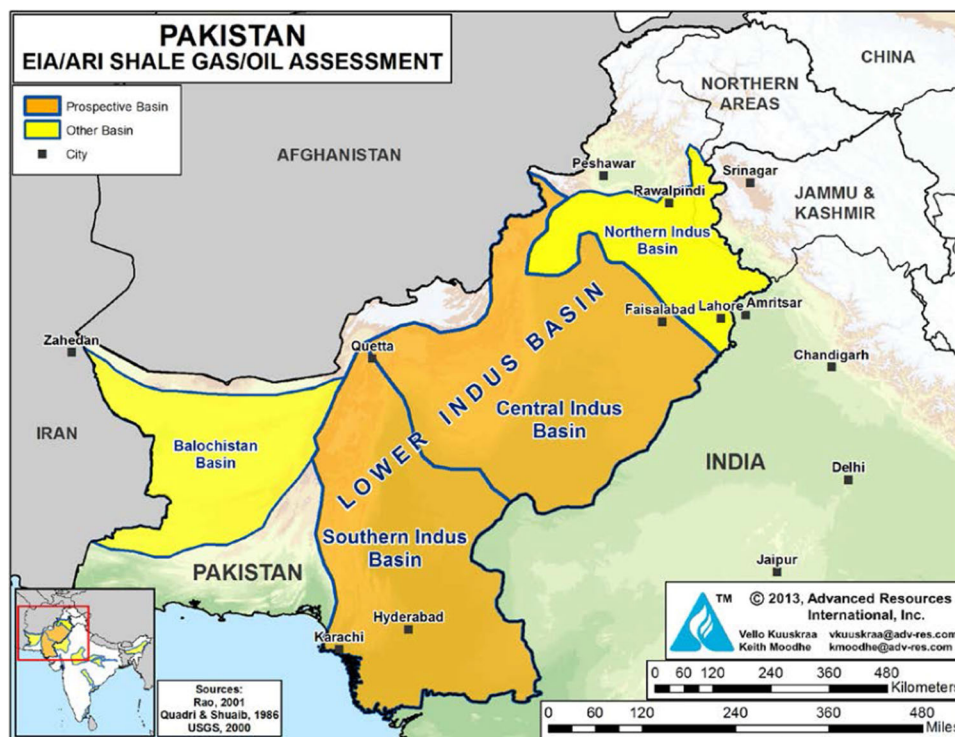 PAKISTAN
EIA/ARI SHALE GAS/OIL ASSESSMENT
Prospective Basin
Other Basin
City
CHINA
NORTHERN
AREAS
AFGHANISTAN
Peshawar
Srinagar
Rawalpindi
JAMMU &
KASHMIR
Northern Indus
Basin
Faisalabad
Lahore
Amritsar
Zahedan
Quetta
Chandigarh
LOWER INDUS BASIN
Central Indus
Basin
IRAN
Balochistan
Basin
INDIA
Delhi
Southern Indus
Basin
PAKISTAN
Jaipur
Hyderabad
Karachi
TM
© 2013, Advanced Resources
International, Inc.
Vello Kuuskraa vkuuskraa@adv-res.com
Keith Moodhe kmoodhe@adv-res.com
Sources:
Rao, 2001
Quadri & Shuaib, 1986
USGS, 2000
0 60 120 240 360 480
Kilometers
0 60 120 240 360 480
Miles